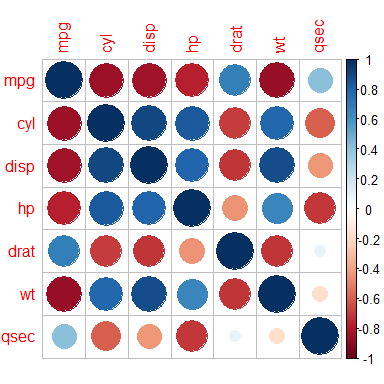 mpg cyl disp hp drat wt qsec
mpg
cyl
disp
hp
drat
wt
qsec
1
0.8
0.6
0.4
0.2
0
-0.2
-0.4
-0.6
-0.8
-1